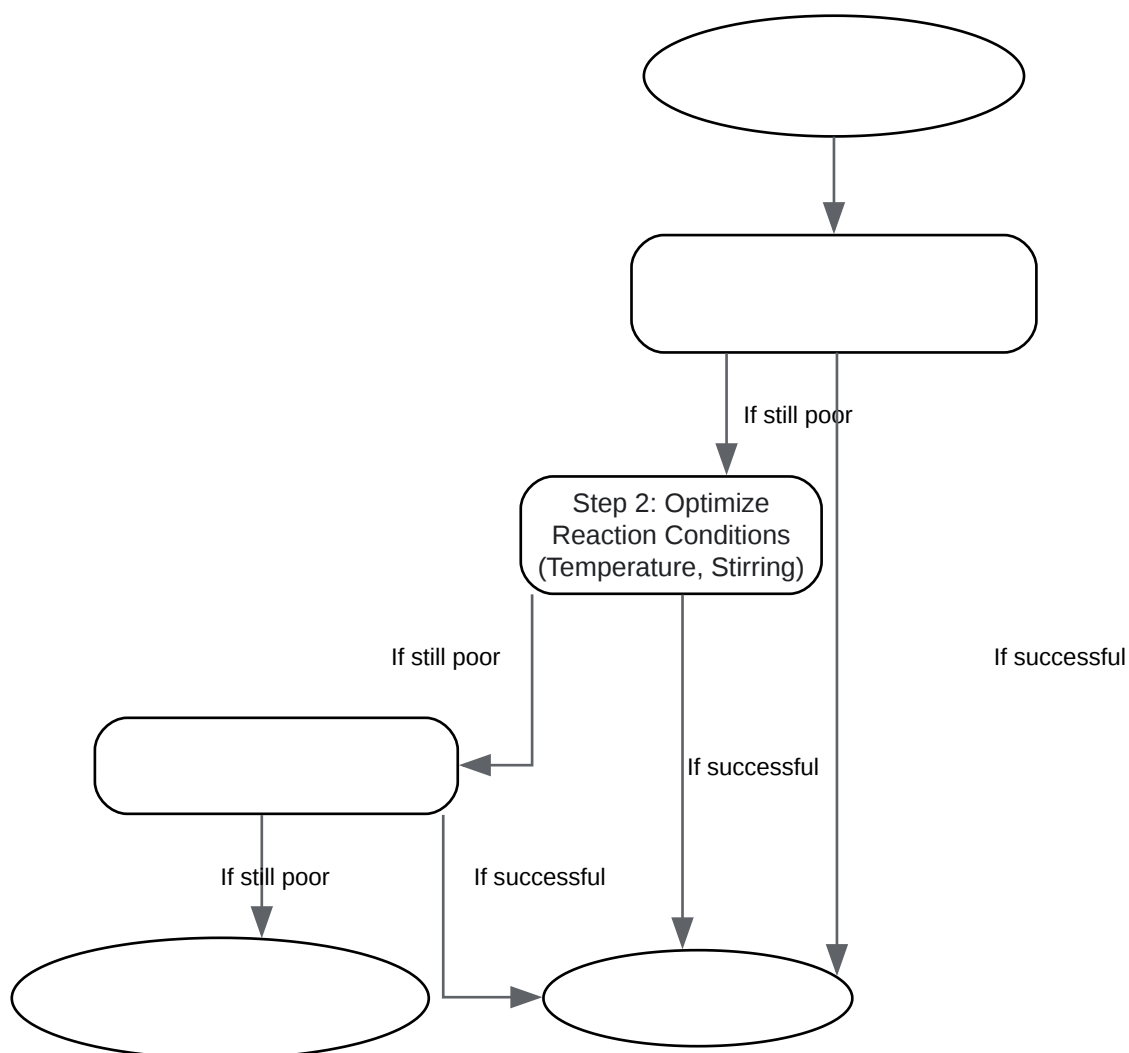 If still poor
Step 2: Optimize
Reaction Conditions
(Temperature, Stirring)
If still poor
If successful
If successful
If still poor
If successful